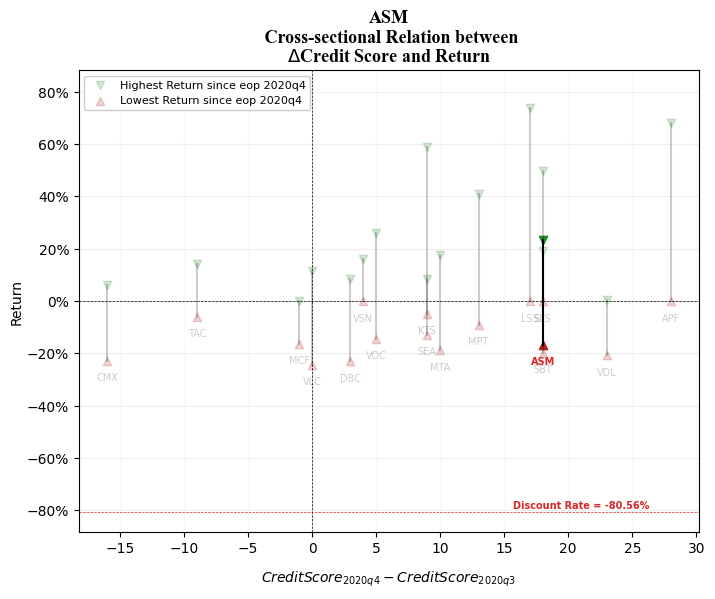 ASM
Cross-sectional Relation between
ΔCredit Score and Return
Highest Return since eop 2020q4
Lowest Return since eop 2020q4
80%
60%
40%
20%
0%
−20%
−40%
−60%
−80%
Return
VSN
LSS
APF
TAC
KTS
MPT
MCF
SEA
VOC
ASM
MTA
SBT
CMX
VLC
DBC
VDL
Discount Rate = -80.56%
−15
−10
−5
0
5
10
15
20
25
30
CreditScore2020q4 − CreditScore2020q3